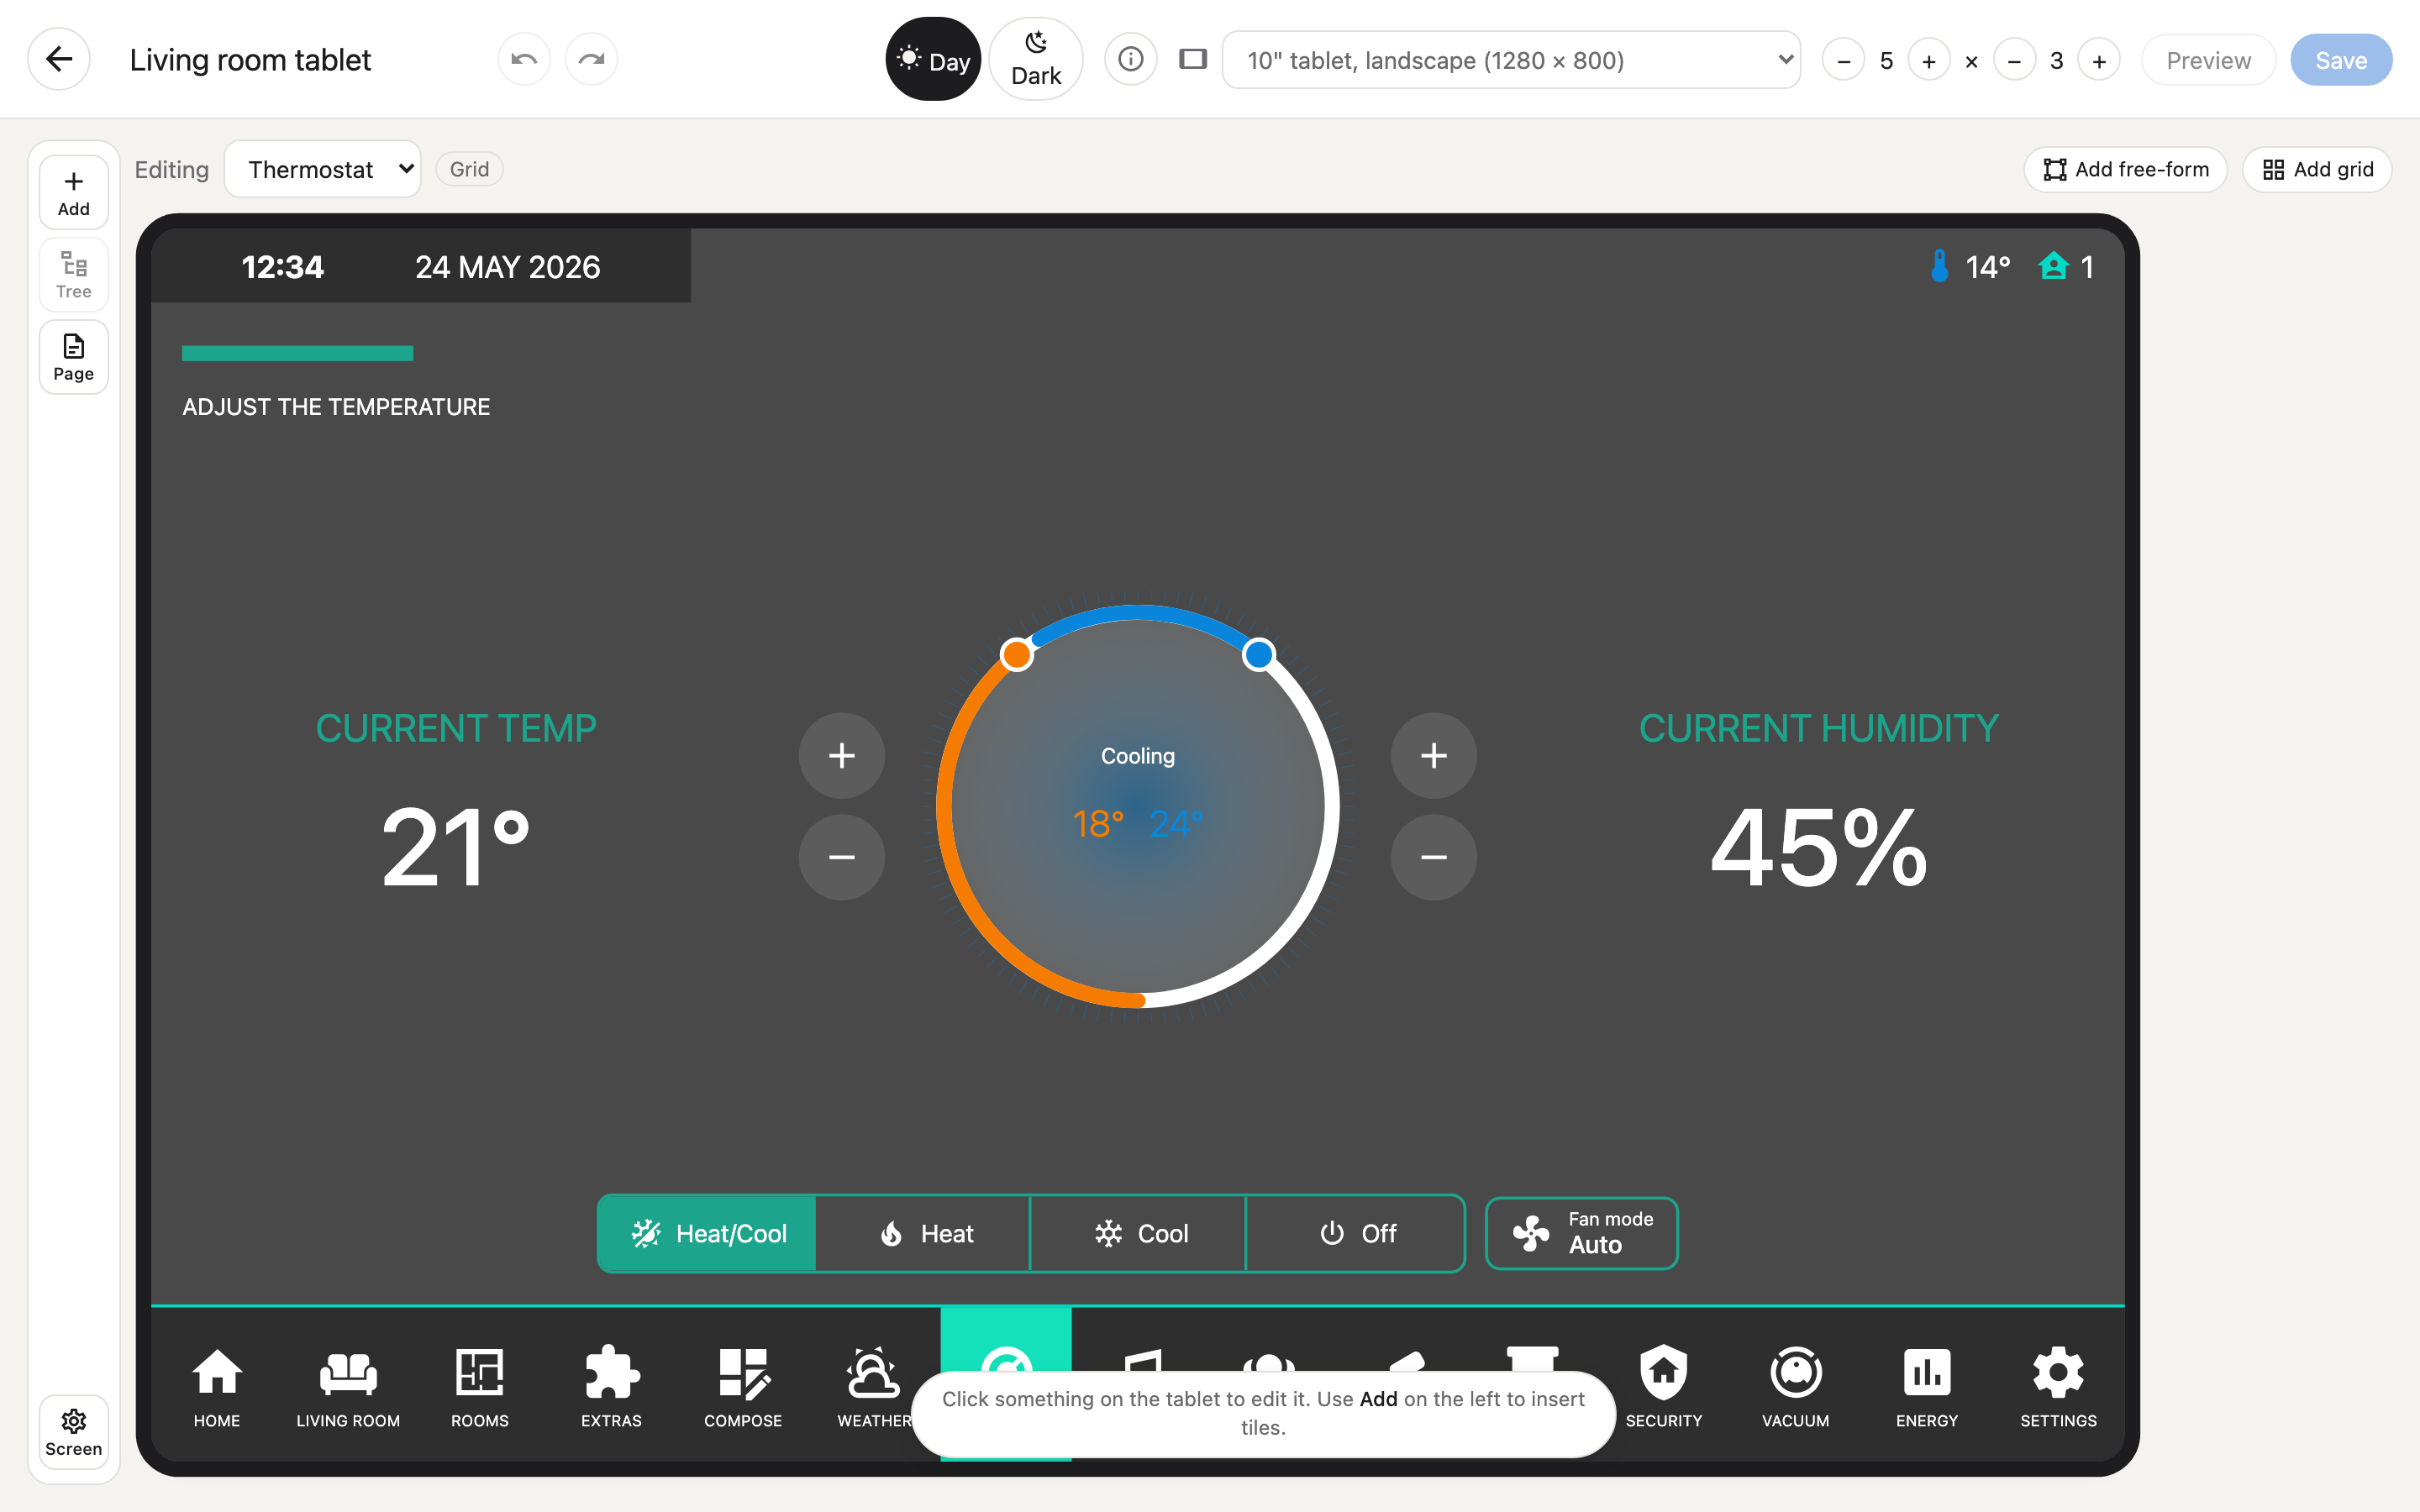 Living room tablet
Day
Dark
10" tablet, landscape (1280 × 800)
− 5 + × − 3 +
Preview
Save
Add
Tree
Page
Screen
Editing
Thermostat
Grid
Add free-form
Add grid
12:34
24 MAY 2026
14°
1
ADJUST THE TEMPERATURE
CURRENT TEMP
21°
+
−
Cooling
18° 24°
+
−
CURRENT HUMIDITY
45%
Heat/Cool
Heat
Cool
Off
Fan mode
Auto
HOME
LIVING ROOM
ROOMS
EXTRAS
COMPOSE
WEATHER
SECURITY
VACUUM
ENERGY
SETTINGS
Click something on the tablet to edit it. Use Add on the left to insert
tiles.